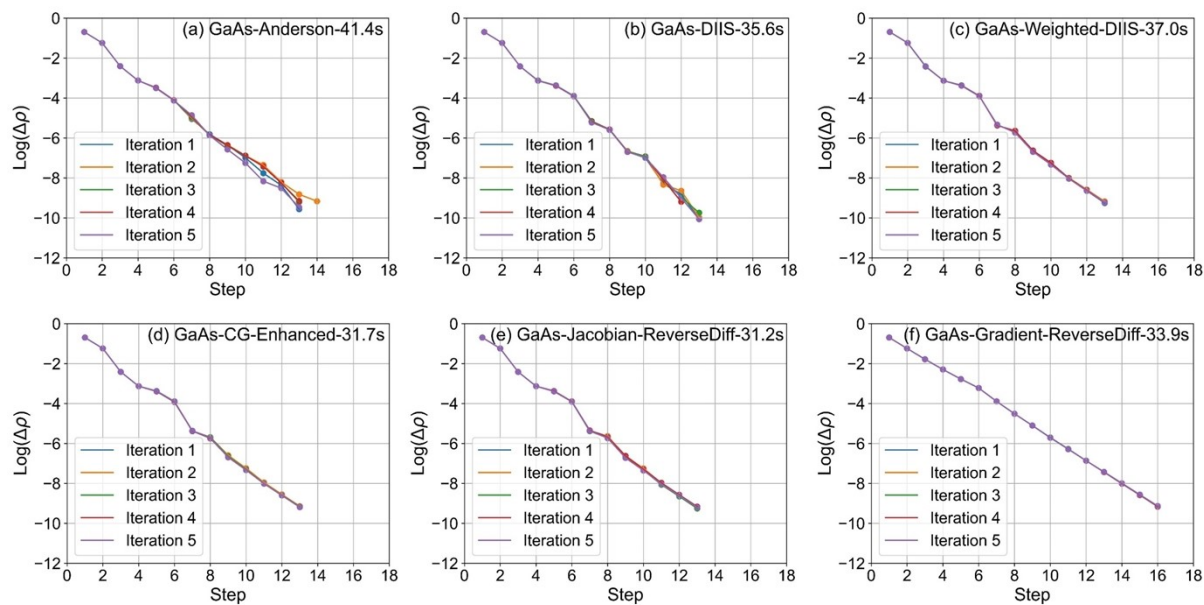 (a) GaAs-Anderson-41.4s
0
−2
−4
−6
−8
−10
−12
Log(Δρ)
Iteration 1
Iteration 2
Iteration 3
Iteration 4
Iteration 5
0 2 4 6 8 10 12 14 16 18
Step
(b) GaAs-DIIS-35.6s
0
−2
−4
−6
−8
−10
−12
Log(Δρ)
Iteration 1
Iteration 2
Iteration 3
Iteration 4
Iteration 5
0 2 4 6 8 10 12 14 16 18
Step
(c) GaAs-Weighted-DIIS-37.0s
0
−2
−4
−6
−8
−10
−12
Log(Δρ)
Iteration 1
Iteration 2
Iteration 3
Iteration 4
Iteration 5
0 2 4 6 8 10 12 14 16 18
Step
(d) GaAs-CG-Enhanced-31.7s
0
−2
−4
−6
−8
−10
−12
Log(Δρ)
Iteration 1
Iteration 2
Iteration 3
Iteration 4
Iteration 5
0 2 4 6 8 10 12 14 16 18
Step
(e) GaAs-Jacobian-ReverseDiff-31.2s
0
−2
−4
−6
−8
−10
−12
Log(Δρ)
Iteration 1
Iteration 2
Iteration 3
Iteration 4
Iteration 5
0 2 4 6 8 10 12 14 16 18
Step
(f) GaAs-Gradient-ReverseDiff-33.9s
0
−2
−4
−6
−8
−10
−12
Log(Δρ)
Iteration 1
Iteration 2
Iteration 3
Iteration 4
Iteration 5
0 2 4 6 8 10 12 14 16 18
Step